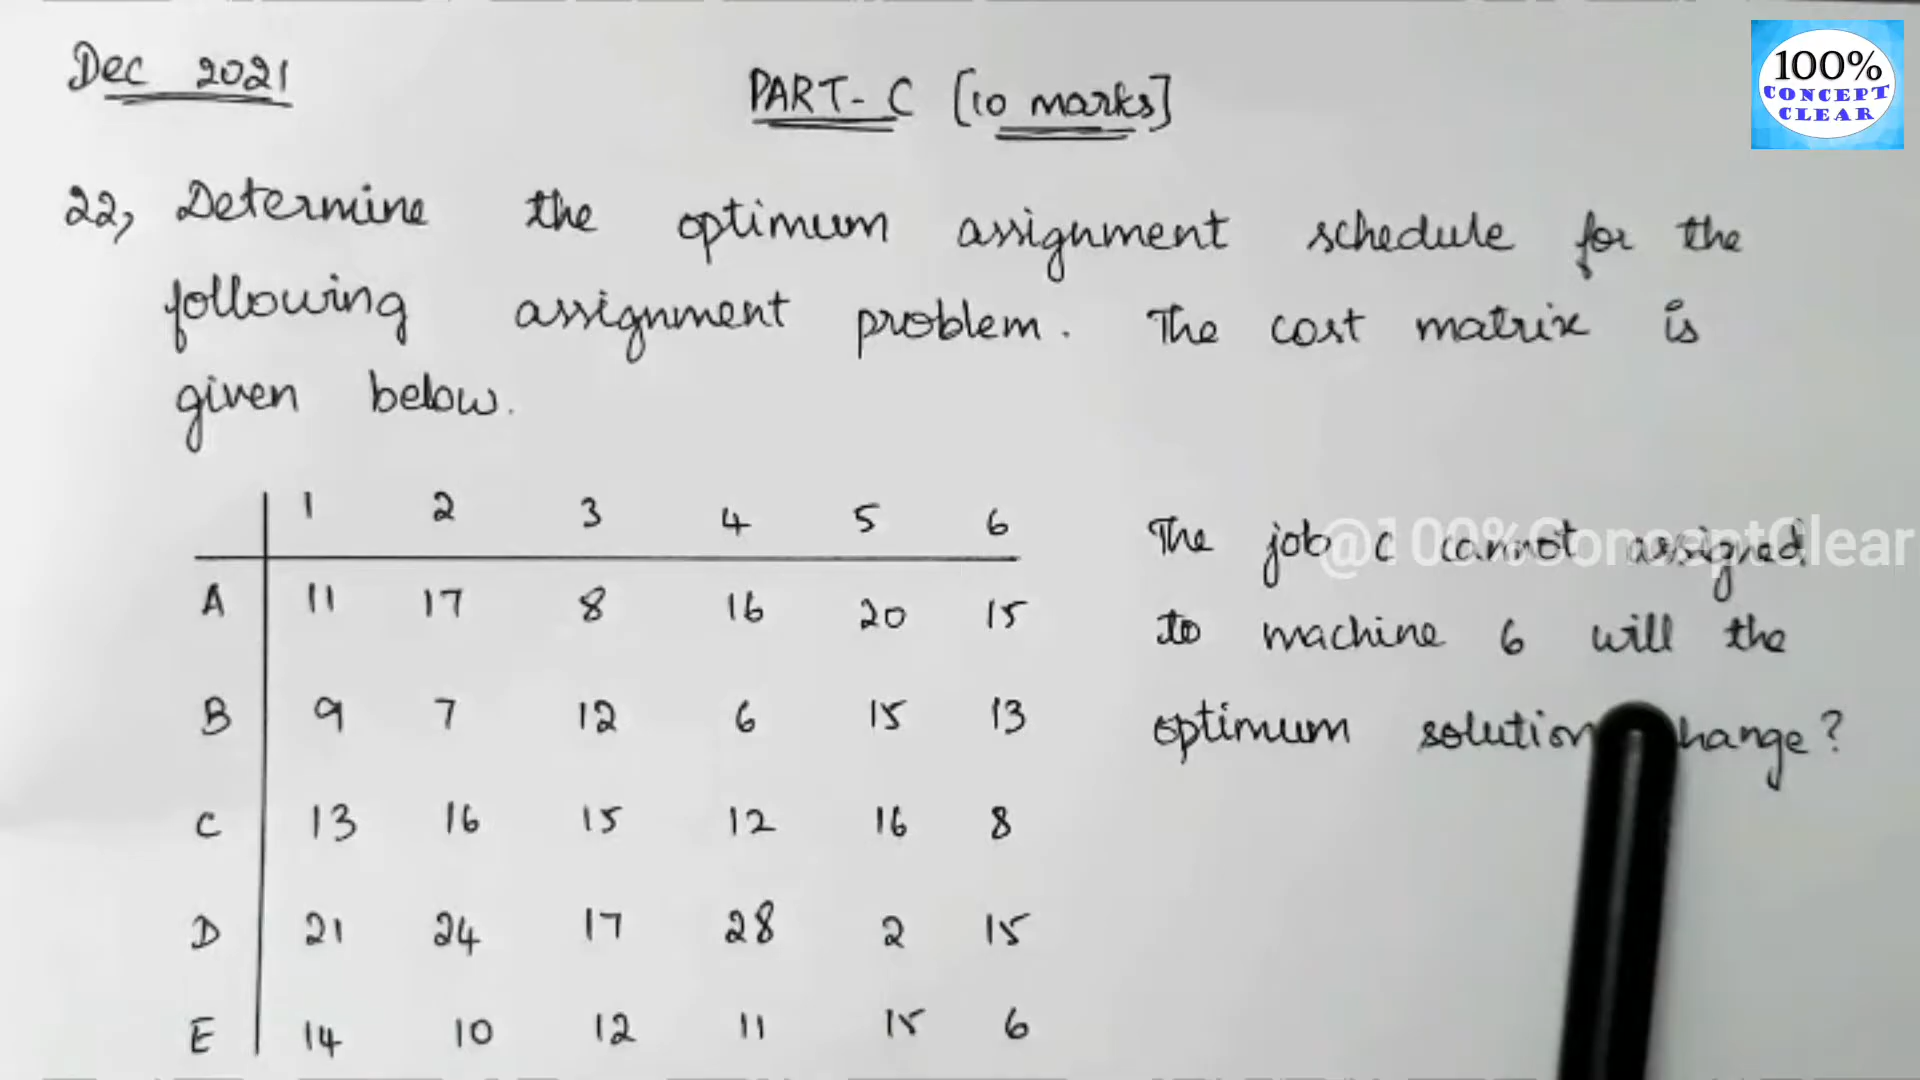 Dec 2021
PART-C [10 marks]
100%
CONCEPT
CLEAR
22, Determine the optimum assignment schedule for the
following assignment problem. The cost matrix is
given below.
1 2 3 4 5 6
A 11 17 8 16 20 15
B 9 7 12 6 15 13
C 13 16 15 12 16 8
D 21 24 17 28 2 15
E 14 10 12 11 15 6
The job C cannot assigned
@100%ConceptClear
to machine 6 will the
optimum solution hange?